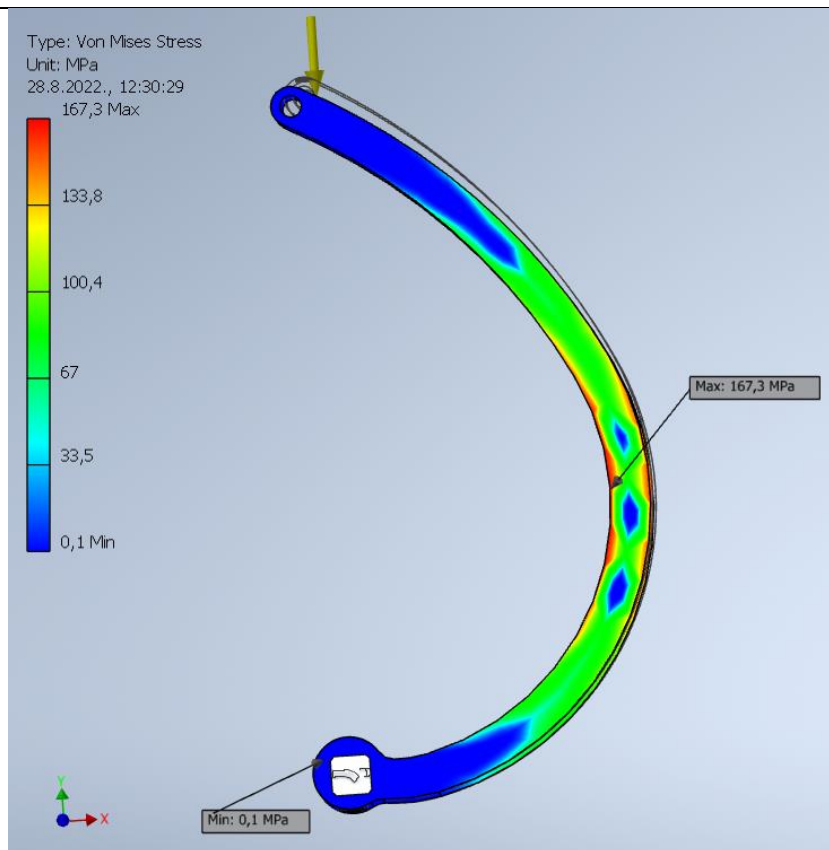 Type: Von Mises Stress
Unit: MPa
28.8.2022., 12:30:29
167,3 Max
133,8
100,4
67
33,5
0,1 Min
Max: 167,3 MPa
Min: 0,1 MPa
Y
X